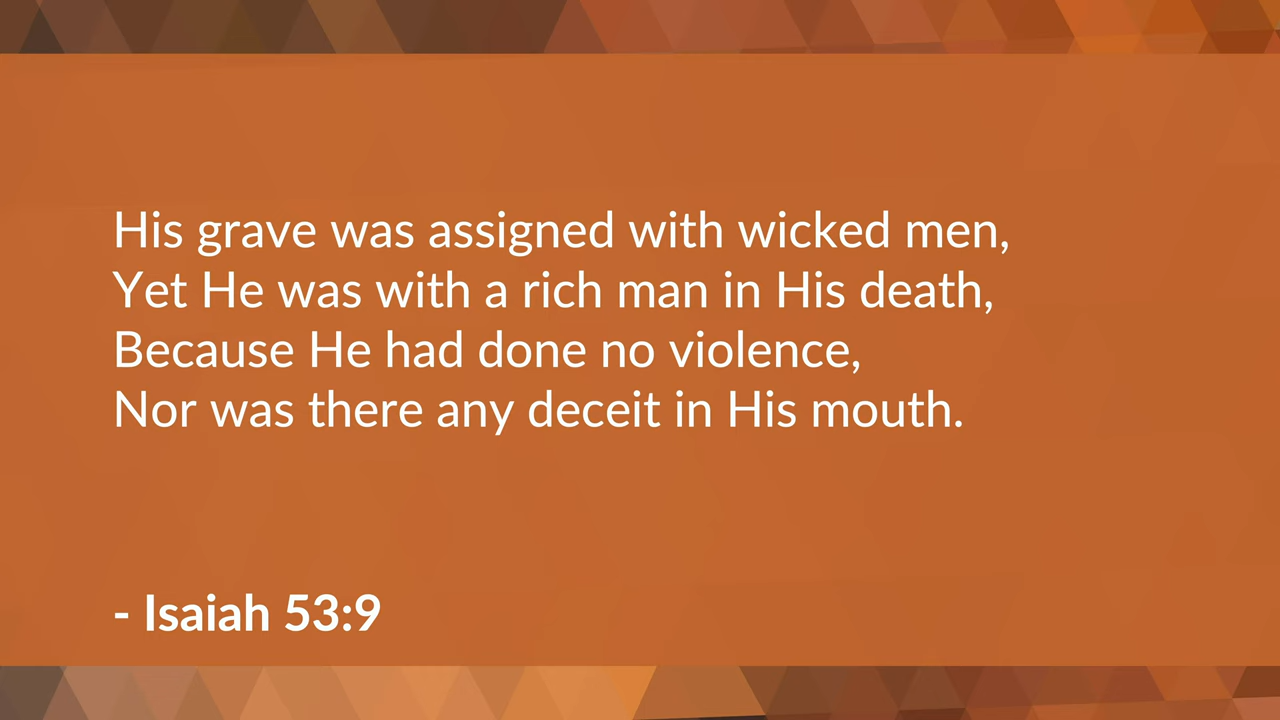 His grave was assigned with wicked men,
Yet He was with a rich man in His death,
Because He had done no violence,
Nor was there any deceit in His mouth.
- Isaiah 53:9